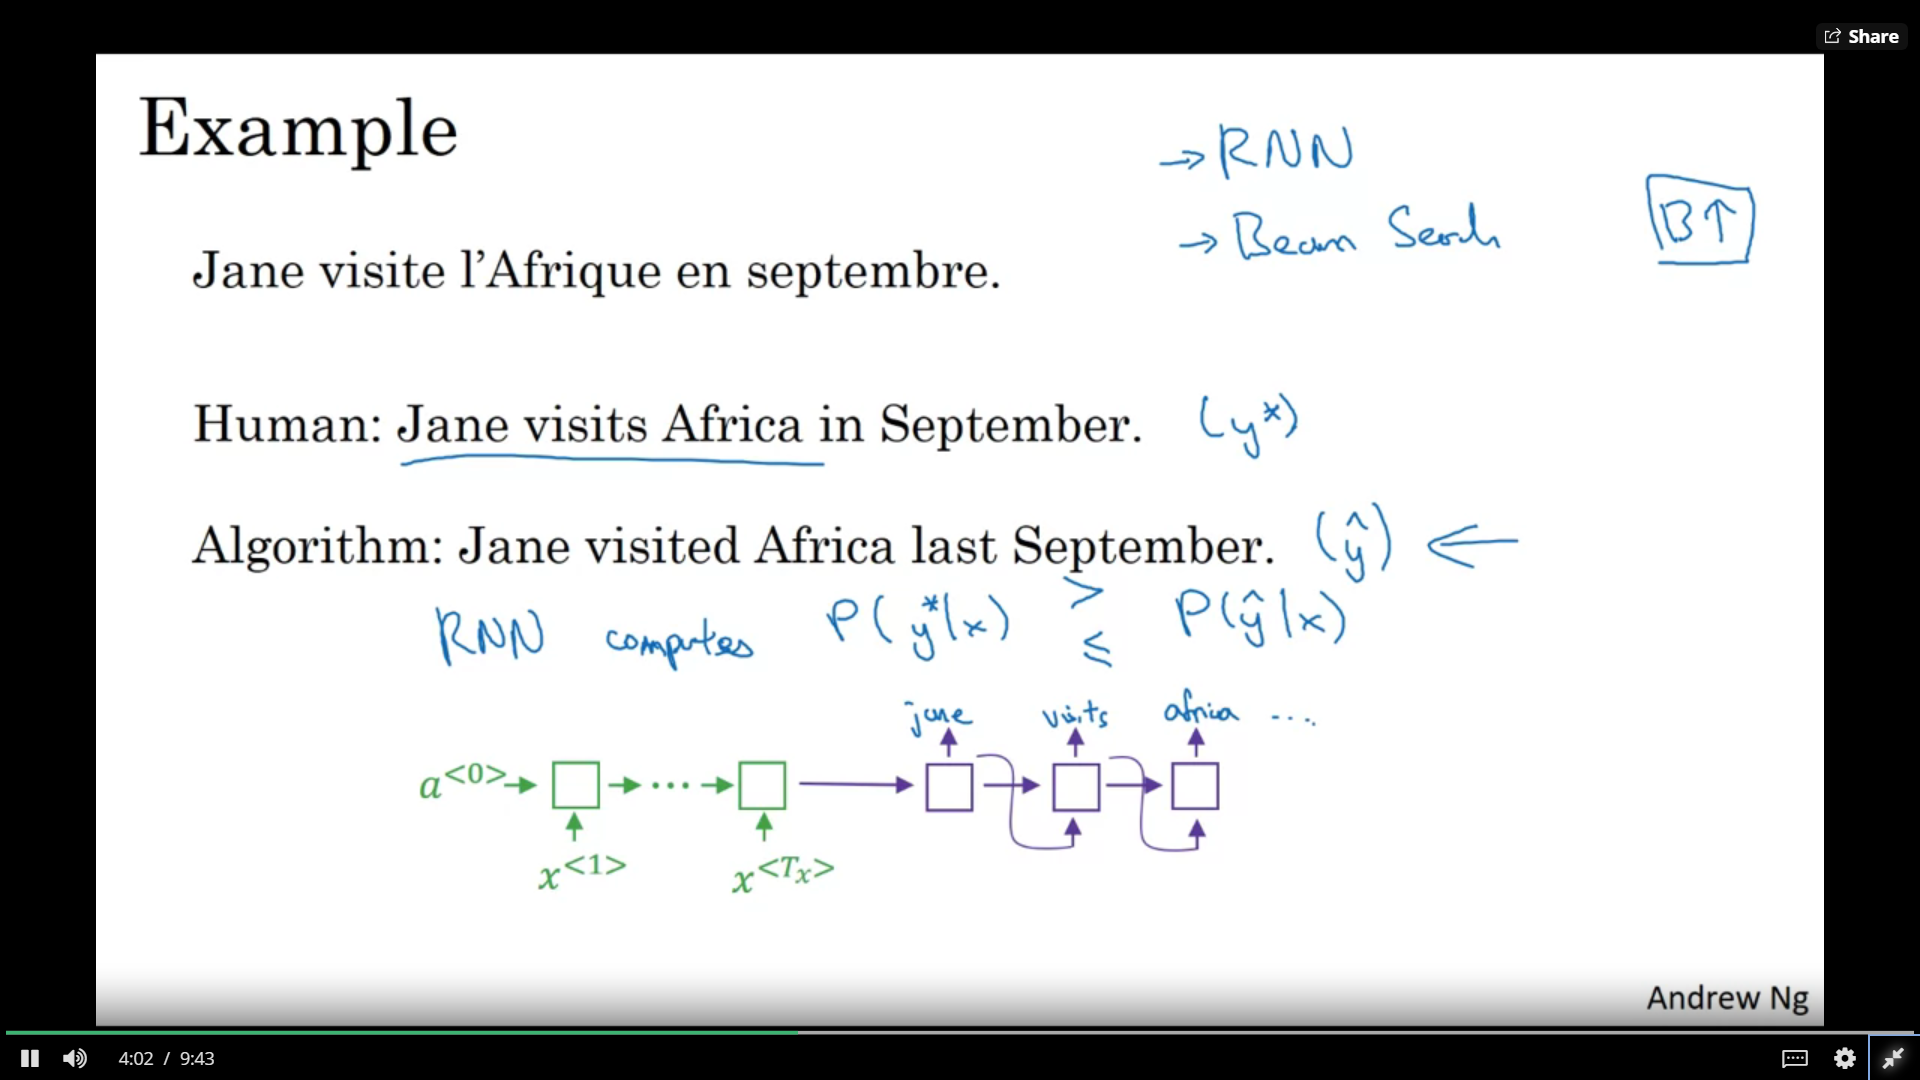 Share
Example
→ RNN
→ Beam Search
B↑
Jane visite l'Afrique en septembre.
Human: Jane visits Africa in September. (y*)
Algorithm: Jane visited Africa last September. (ŷ) ←
RNN computes P(y*|x) > ≤ P(ŷ|x)
jane visits africa ....
a<0> → → ... →
x<1> x<Tx>
Andrew Ng
4:02 / 9:43